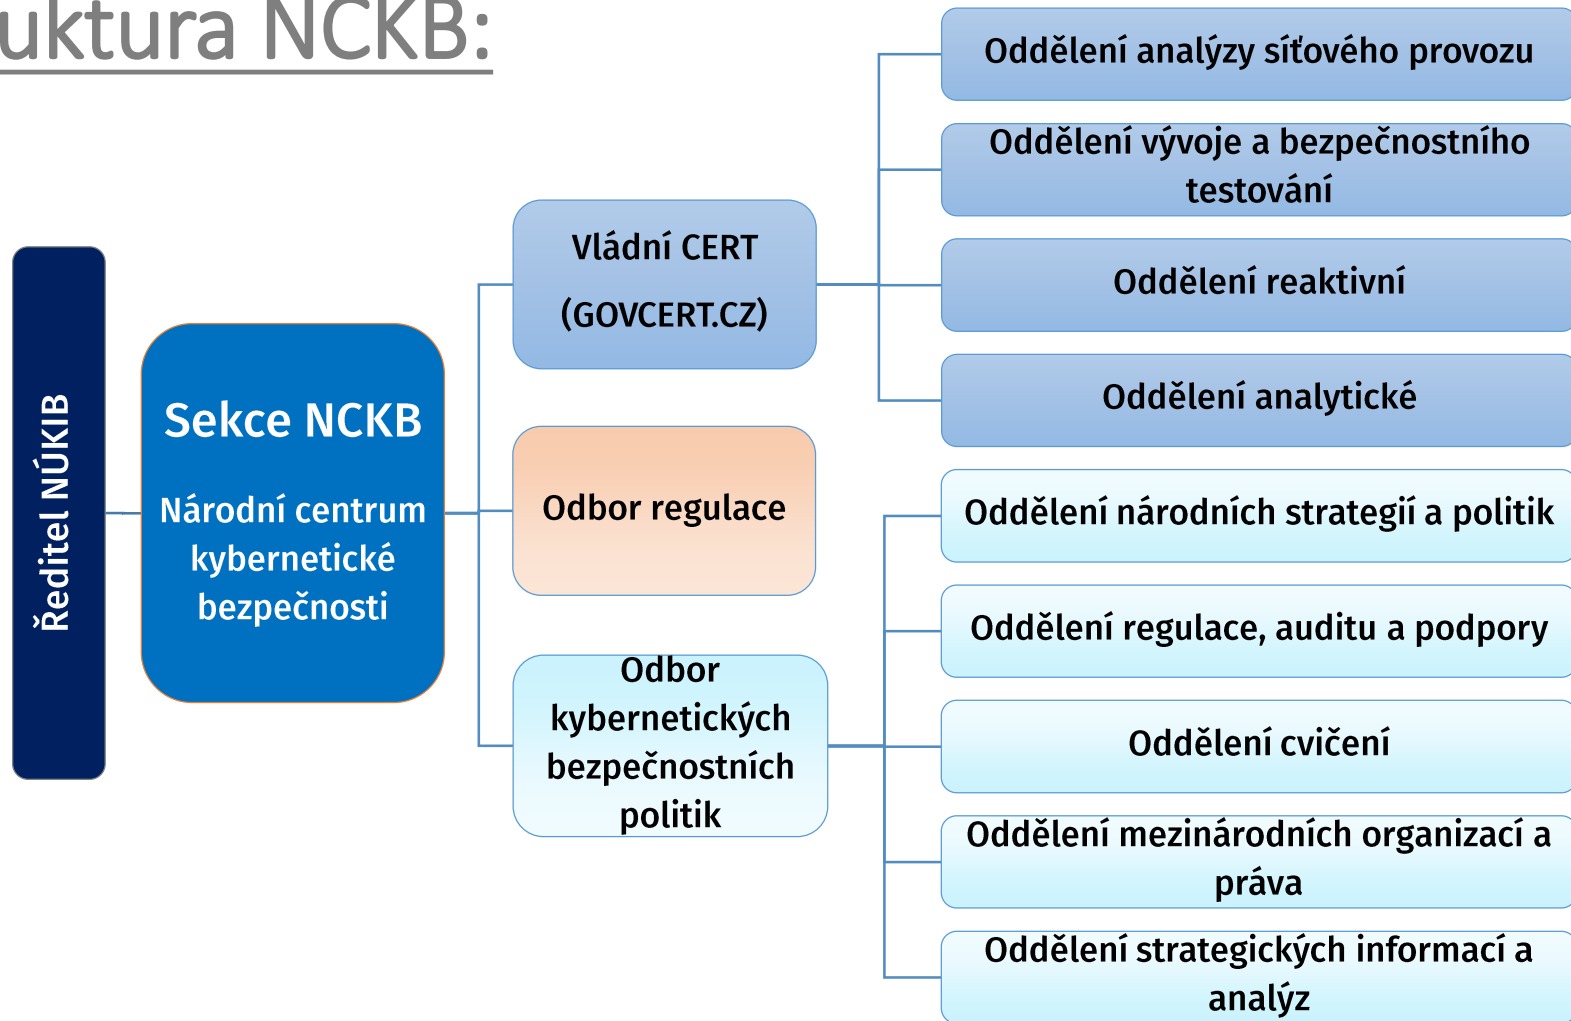 uktura NCKB:
Ředitel NÚKIB
Sekce NCKB
Národní centrum
kybernetické
bezpečnosti
Vládní CERT
(GOVCERT.CZ)
Odbor regulace
Odbor
kybernetických
bezpečnostních
politik
Oddělení analýzy síťového provozu
Oddělení vývoje a bezpečnostního
testování
Oddělení reaktivní
Oddělení analytické
Oddělení národních strategií a politik
Oddělení regulace, auditu a podpory
Oddělení cvičení
Oddělení mezinárodních organizací a
práva
Oddělení strategických informací a
analýz